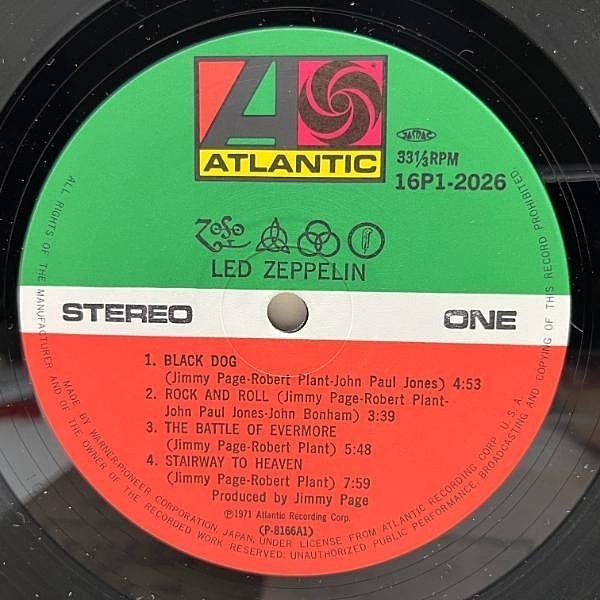 ATLANTIC
JASRAC
33⅓RPM
16P1-2026
ZoSo
LED ZEPPELIN
STEREO
ONE
1. BLACK DOG
(Jimmy Page-Robert Plant-John Paul Jones) 4:53
2. ROCK AND ROLL (Jimmy Page-Robert Plant-
John Paul Jones-John Bonham) 3:39
3. THE BATTLE OF EVERMORE
(Jimmy Page-Robert Plant) 5:48
4. STAIRWAY TO HEAVEN
(Jimmy Page-Robert Plant) 7:59
Produced by Jimmy Page
℗1971 Atlantic Recording Corp.
(P-8166A1)
MADE BY WARNER-PIONEER CORPORATION, JAPAN, UNDER LICENSE FROM ATLANTIC RECORDING CORP. U.S.A.
ALL RIGHTS OF THE MANUFACTURER AND OF THE OWNER OF THE RECORDED WORK RESERVED. UNAUTHORIZED PUBLIC PERFORMANCE, BROADCASTING AND COPYING OF THIS RECORD PROHIBITED.